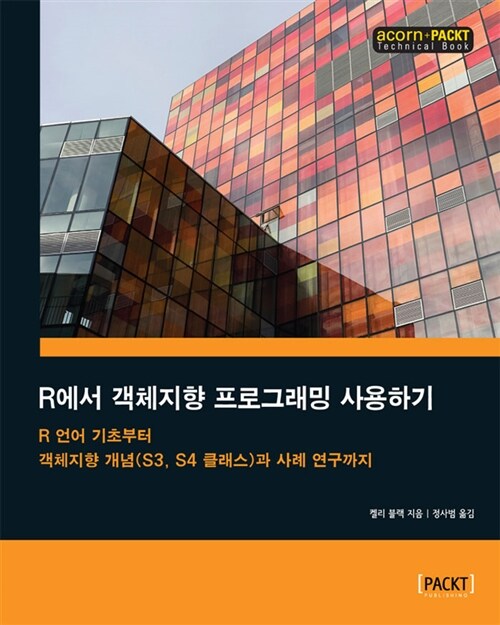 acorn+PACKT
Technical Book
R에서 객체지향 프로그래밍 사용하기
R 언어 기초부터
객체지향 개념(S3, S4 클래스)과 사례 연구까지
켈리 블랙 지음 | 정사범 옮김
[PACKT]
PUBLISHING